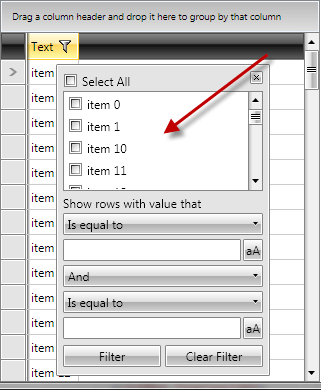 Drag a column header and drop it here to group by that column
Text
item
Select All
item 0
item
item 1
item
item 10
item
item 11
item
item
Show rows with value that
item
Is equal to
item
aA
item
And
item
Is equal to
item
aA
item
Filter
Clear Filter
item